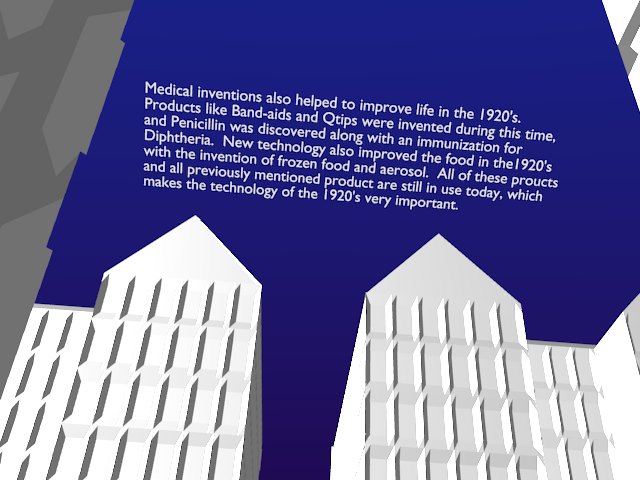 Medical inventions also helped to improve life in the 1920's.
Products like Band-aids and Qtips were invented during this time,
and Penicillin was discovered along with an immunization for
Diphtheria.  New technology also improved the food in the1920's
with the invention of frozen food and aerosol.  All of these proucts
and all previously mentioned product are still in use today, which
makes the technology of the 1920's very important.